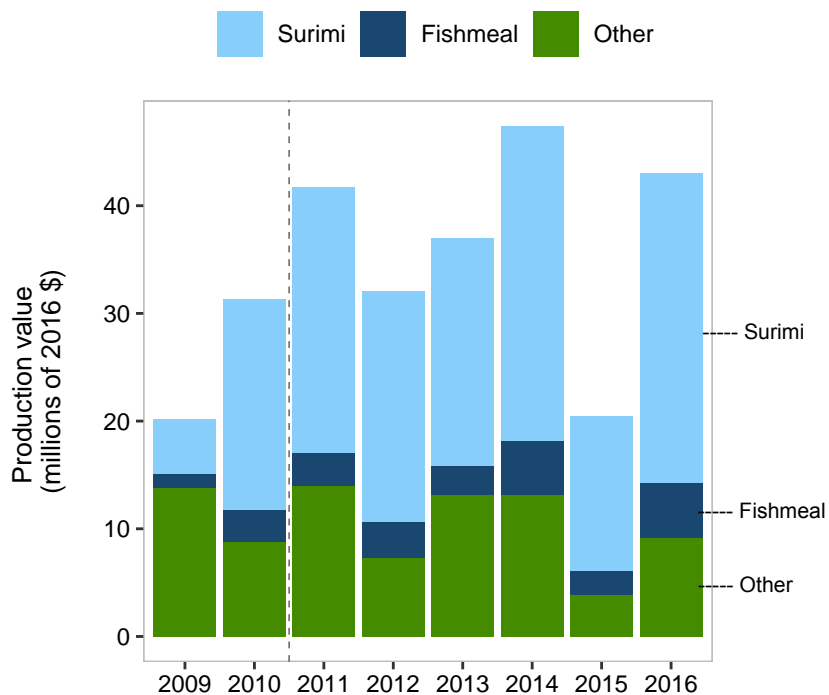 Surimi Fishmeal Other
Production value
(millions of 2016 $)
40
30
20
10
0
Surimi
Fishmeal
Other
2009 2010 2011 2012 2013 2014 2015 2016